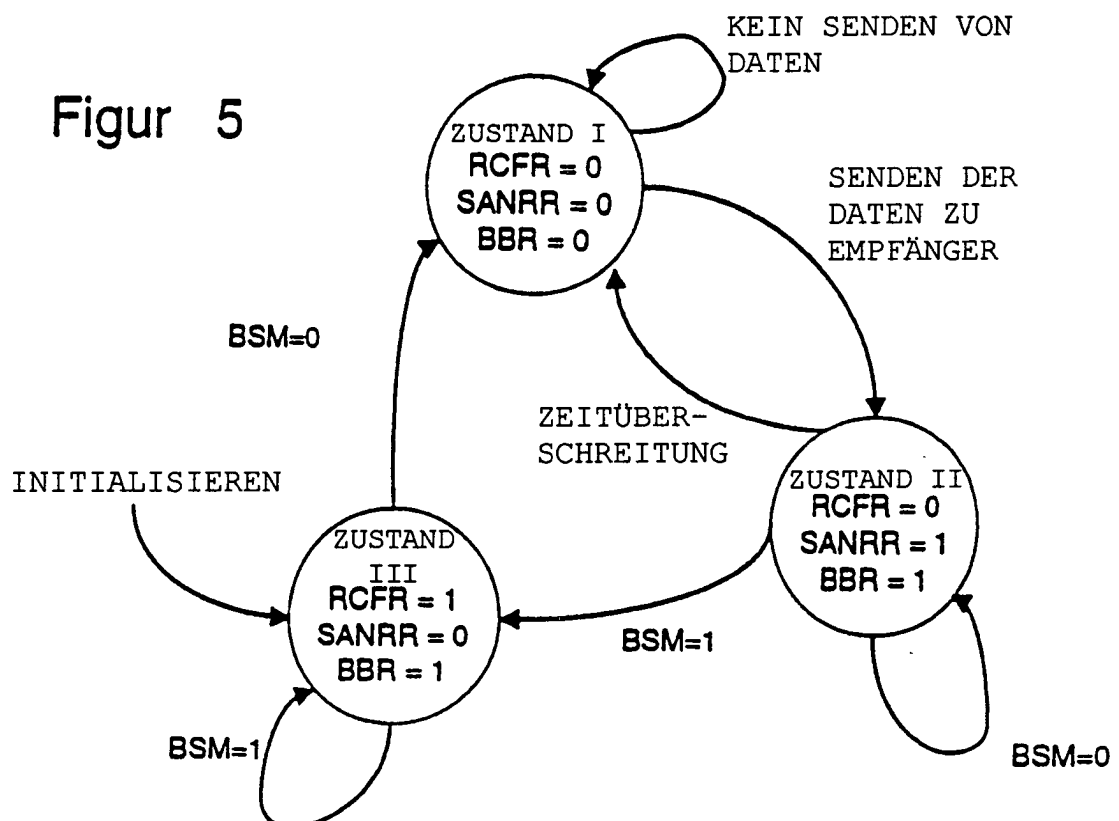 Figur 5
KEIN SENDEN VON
DATEN
ZUSTAND I
RCFR = 0
SANRR = 0
BBR = 0
SENDEN DER
DATEN ZU
EMPFÄNGER
BSM=0
ZEITÜBER-
SCHREITUNG
INITIALISIEREN
ZUSTAND II
RCFR = 0
SANRR = 1
BBR = 1
ZUSTAND
III
RCFR = 1
SANRR = 0
BBR = 1
BSM=1
BSM=1
BSM=0